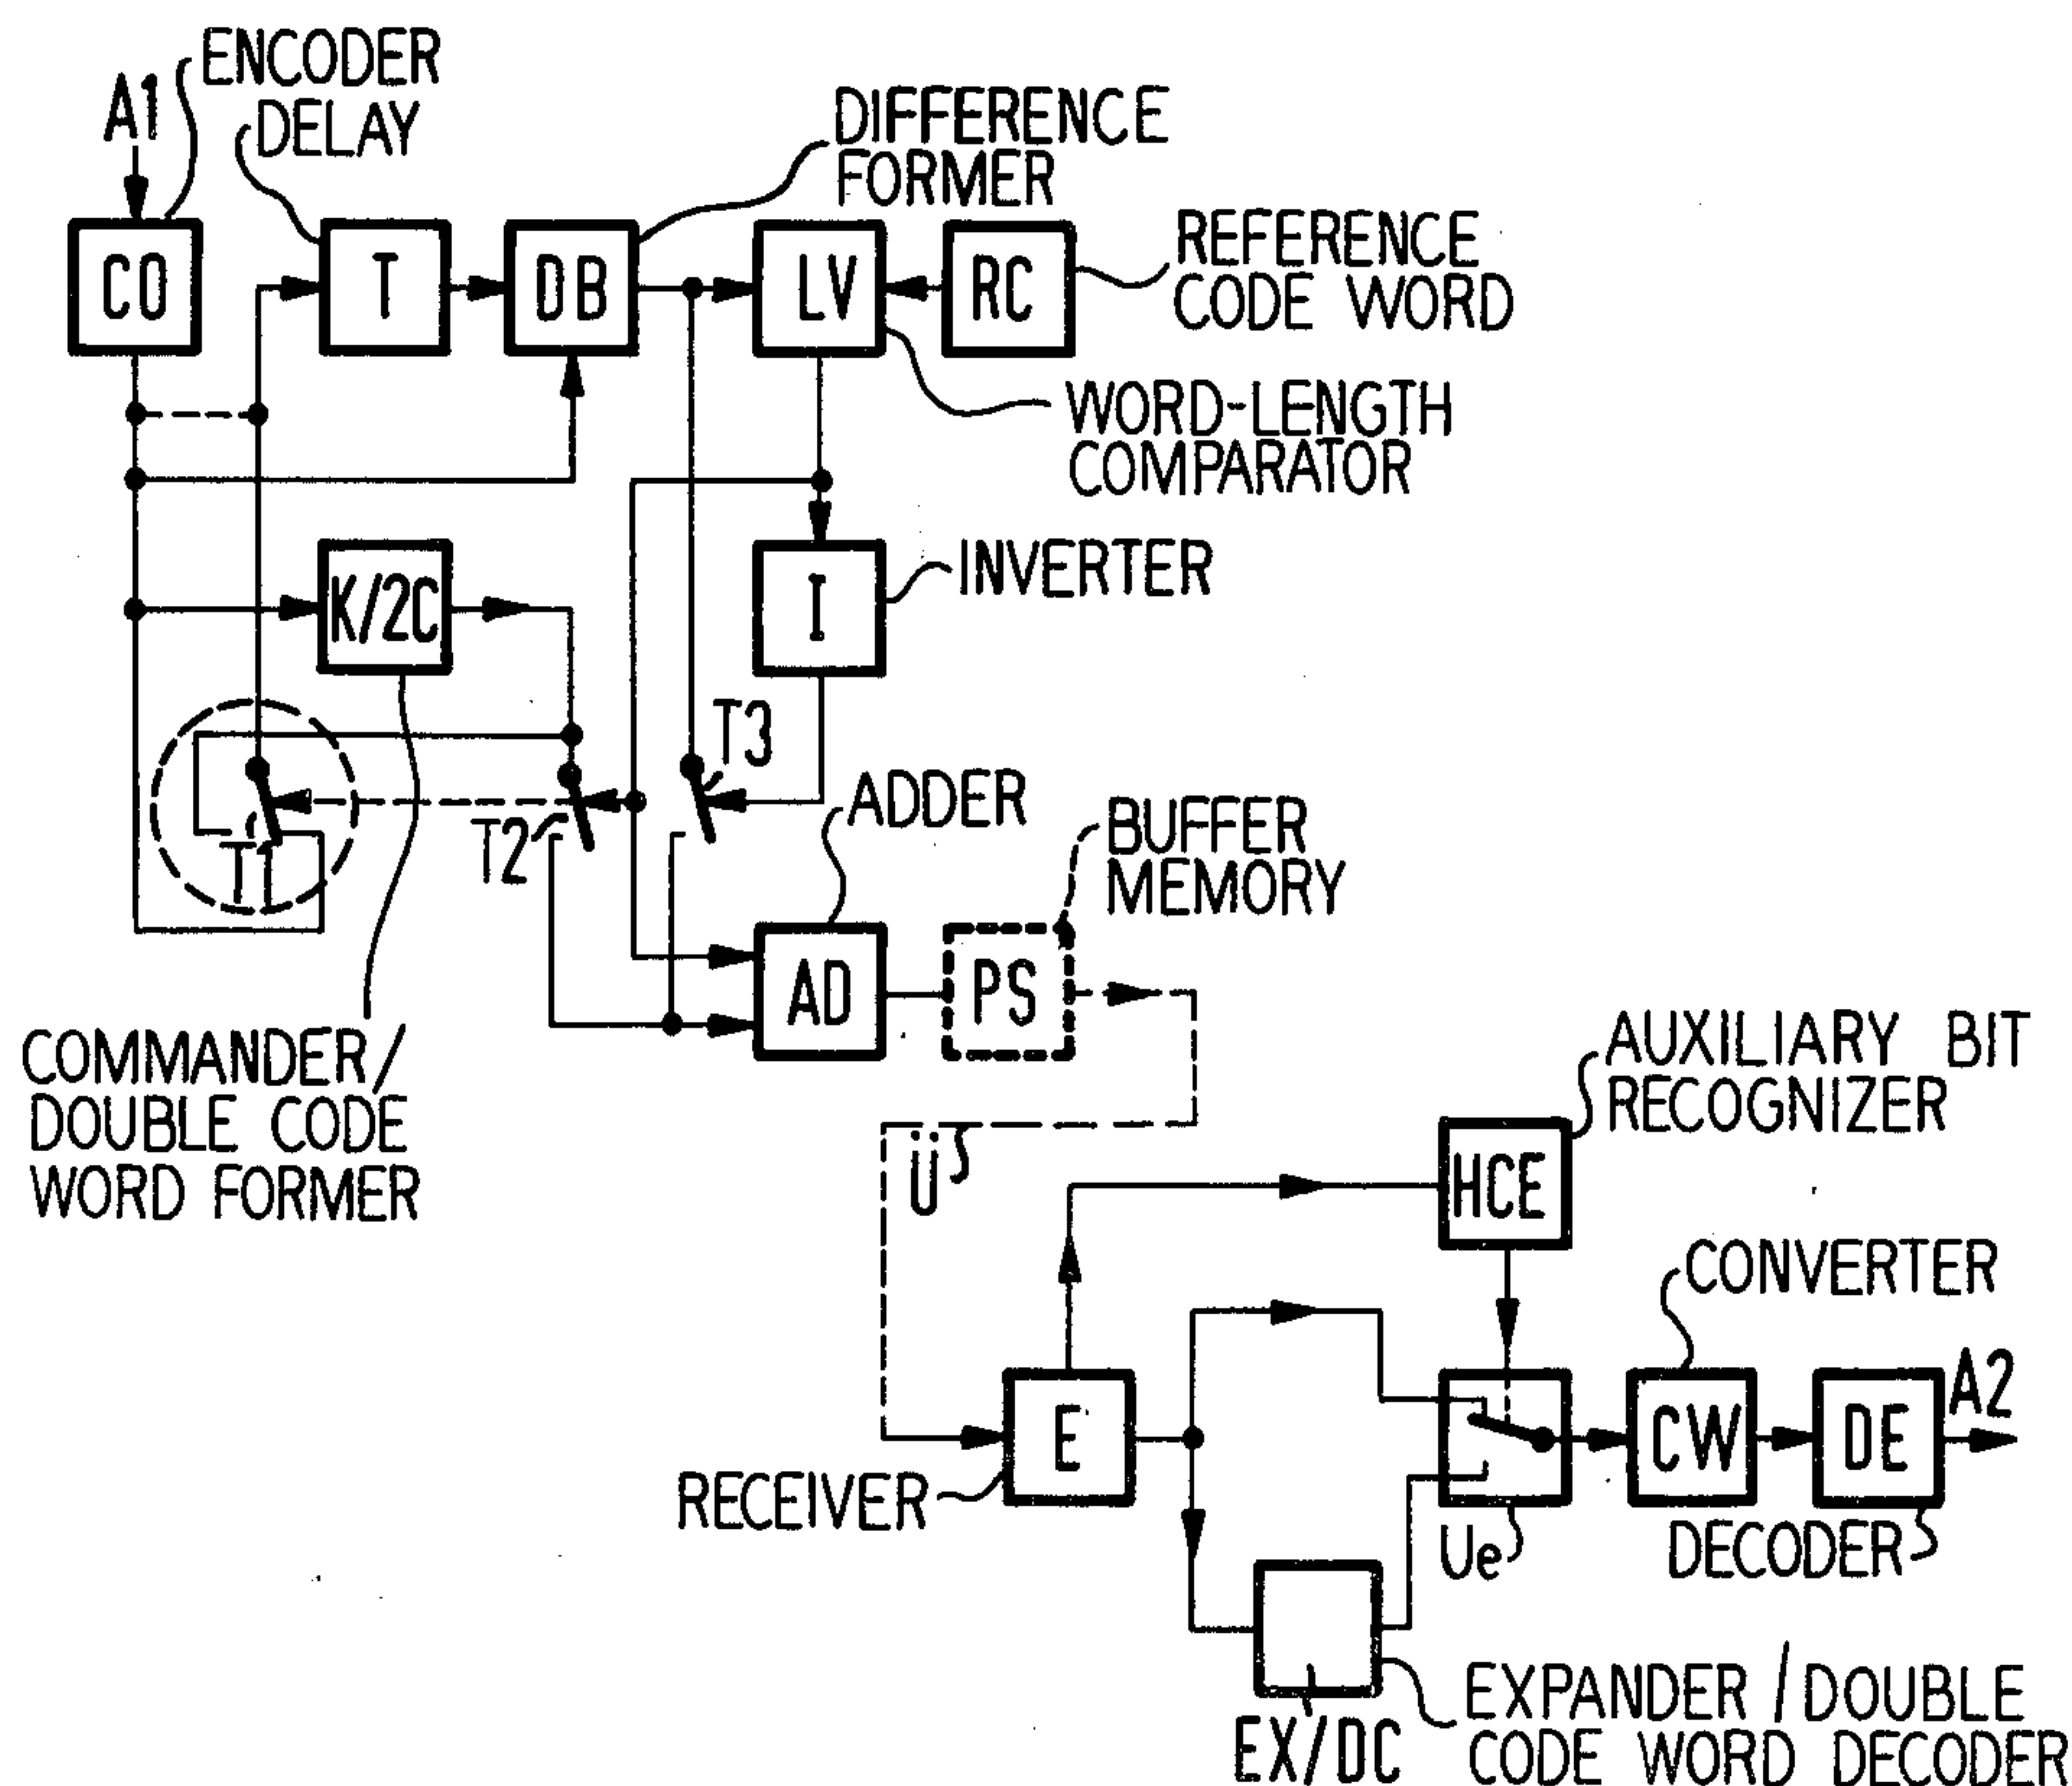 ENCODER
A1
DELAY
DIFFERENCE
FORMER
REFERENCE
CODE WORD
CO
T
DB
LV
RC
WORD-LENGTH
COMPARATOR
INVERTER
K/2C
I
T3
T1
T2
ADDER
BUFFER
MEMORY
AD
PS
COMMANDER/
DOUBLE CODE
WORD FORMER
AUXILIARY BIT
RECOGNIZER
Ü
HCE
CONVERTER
A2
E
CW
DE
RECEIVER
Ue
DECODER
EX/DC
EXPANDER/DOUBLE
CODE WORD DECODER